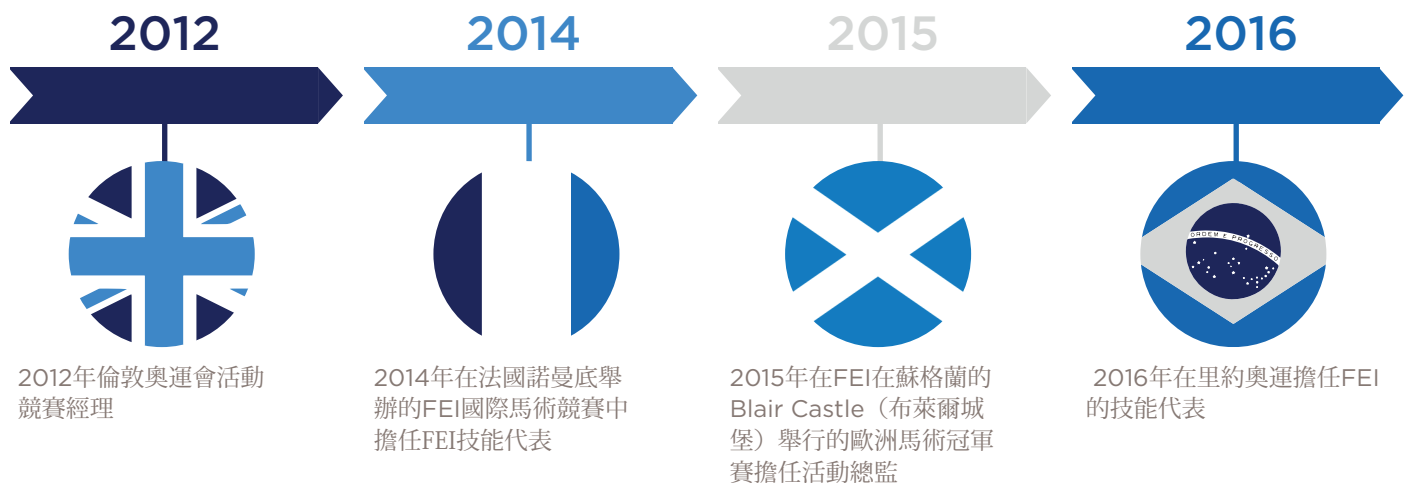 2012
2014
2015
2016
ORDEM E PROGRESSO
2012年倫敦奧運會活動
競賽經理
2014年在法國諾曼底舉
辦的FEI國際馬術競賽中
擔任FEI技能代表
2015年在FEI在蘇格蘭的
Blair Castle（布萊爾城
堡）舉行的歐洲馬術冠軍
賽擔任活動總監
2016年在里約奧運擔任FEI
的技能代表